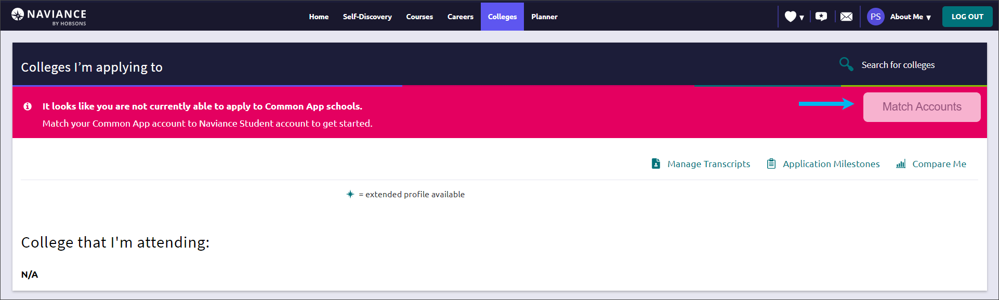 NAVIANCE
BY HOBSONS
Home Self-Discovery Courses Careers Colleges Planner
PS About Me LOG OUT
Colleges I’m applying to
Search for colleges
It looks like you are not currently able to apply to Common App schools.
Match your Common App account to Naviance Student account to get started.
Match Accounts
Manage Transcripts Application Milestones Compare Me
= extended profile available
College that I'm attending:
N/A